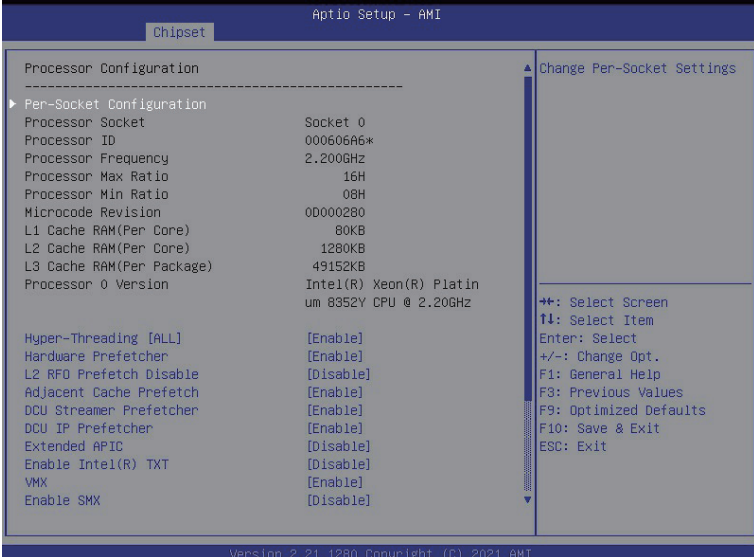 Aptio Setup - AMI
Chipset
Processor Configuration
--------------------------------------------------
Per-Socket Configuration
Processor Socket Socket 0
Processor ID 000606A6*
Processor Frequency 2.200GHz
Processor Max Ratio 16H
Processor Min Ratio 08H
Microcode Revision 0D0002B0
L1 Cache RAM(Per Core) 80KB
L2 Cache RAM(Per Core) 1280KB
L3 Cache RAM(Per Package) 49152KB
Processor 0 Version Intel(R) Xeon(R) Platin
um 8352Y CPU @ 2.20GHz
Hyper-Threading [ALL] [Enable]
Hardware Prefetcher [Enable]
L2 RFO Prefetch Disable [Disable]
Adjacent Cache Prefetch [Enable]
DCU Streamer Prefetcher [Enable]
DCU IP Prefetcher [Enable]
Extended APIC [Disable]
Enable Intel(R) TXT [Disable]
VMX [Enable]
Enable SMX [Disable]
Change Per-Socket Settings
→←: Select Screen
↑↓: Select Item
Enter: Select
+/-: Change Opt.
F1: General Help
F3: Previous Values
F9: Optimized Defaults
F10: Save & Exit
ESC: Exit
Version 2.21.1280 Copyright (C) 2021 AMI